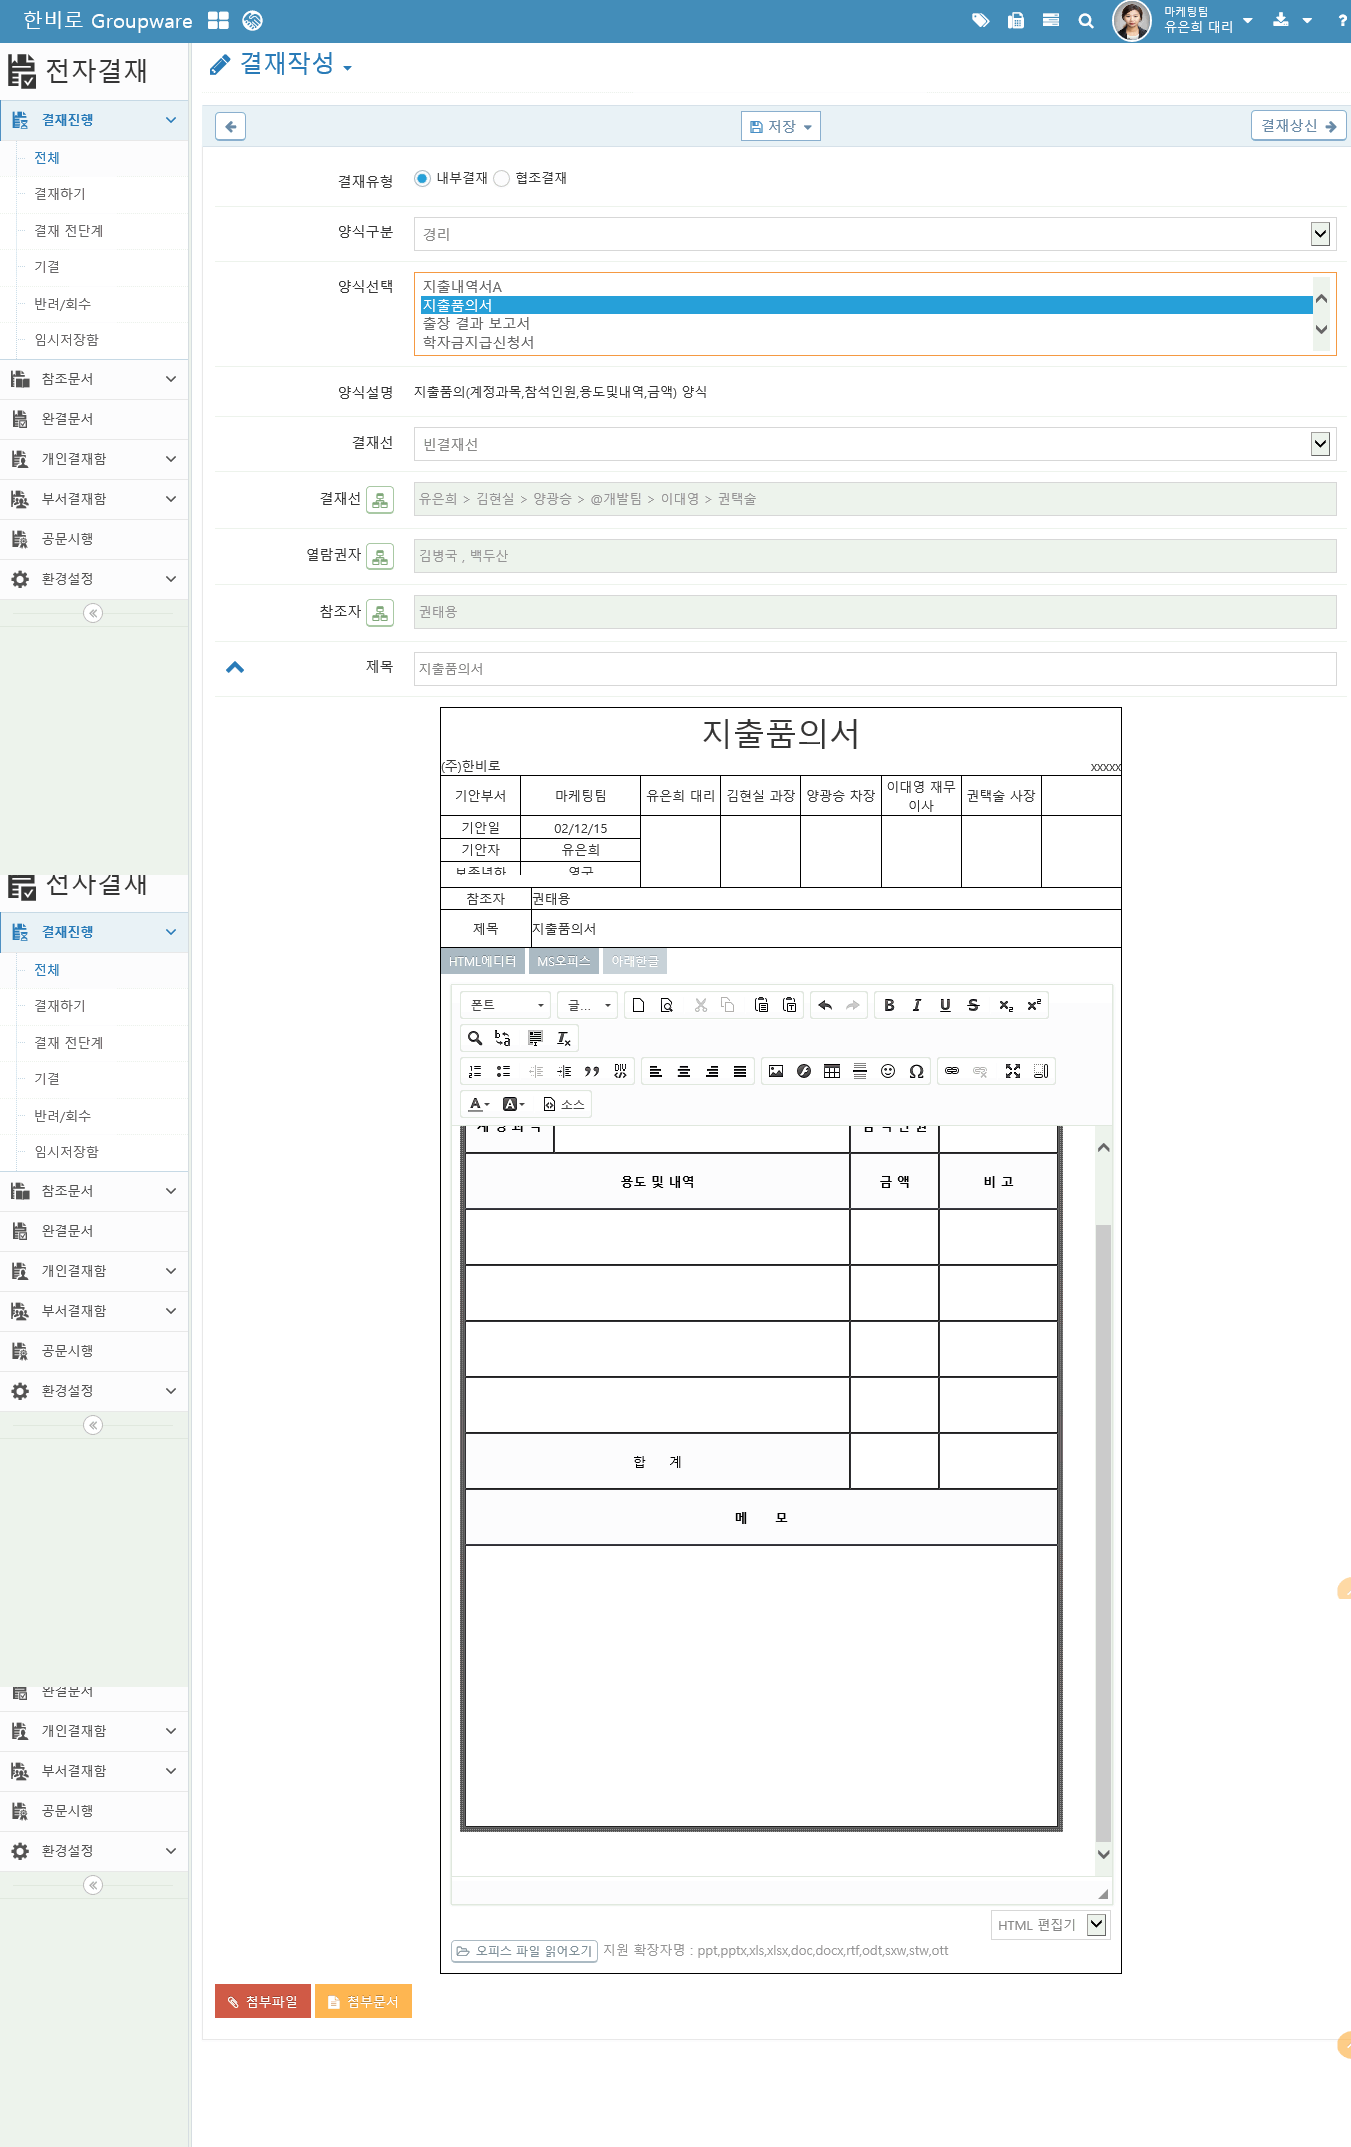 한비로 Groupware
마케팅팀
유은희 대리
?
전자결재
결재진행
전체
결재하기
결재 전단계
기결
반려/회수
임시저장함
참조문서
완결문서
개인결재함
부서결재함
공문시행
환경설정
결재작성
저장
결재상신
결재유형 내부결재 협조결재
양식구분 경리
양식선택 지출내역서A
지출품의서
출장 결과 보고서
학자금지급신청서
양식설명 지출품의(계정과목,참석인원,용도및내역,금액) 양식
결재선 빈결재선
결재선 유은희 > 김현실 > 양광승 > @개발팀 > 이대영 > 권택술
열람권자 김병국 , 백두산
참조자 권태용
제목 지출품의서
지출품의서
(주)한비로 xxxxx
기안부서 마케팅팀 유은희 대리 김현실 과장 양광승 차장 이대영 재무이사 권택술 사장
기안일 02/12/15
기안자 유은희
보존년한 영구
참조자 권태용
제목 지출품의서
HTML에디터 MS오피스 아래한글
폰트 글...
소스
용도 및 내역 금 액 비 고
합 계
메 모
HTML 편집기
오피스 파일 읽어오기 지원 확장자명 : ppt,pptx,xls,xlsx,doc,docx,rtf,odt,sxw,stw,ott
첨부파일 첨부문서
전자결재
결재진행
전체
결재하기
결재 전단계
기결
반려/회수
임시저장함
참조문서
완결문서
개인결재함
부서결재함
공문시행
환경설정
완결문서
개인결재함
부서결재함
공문시행
환경설정